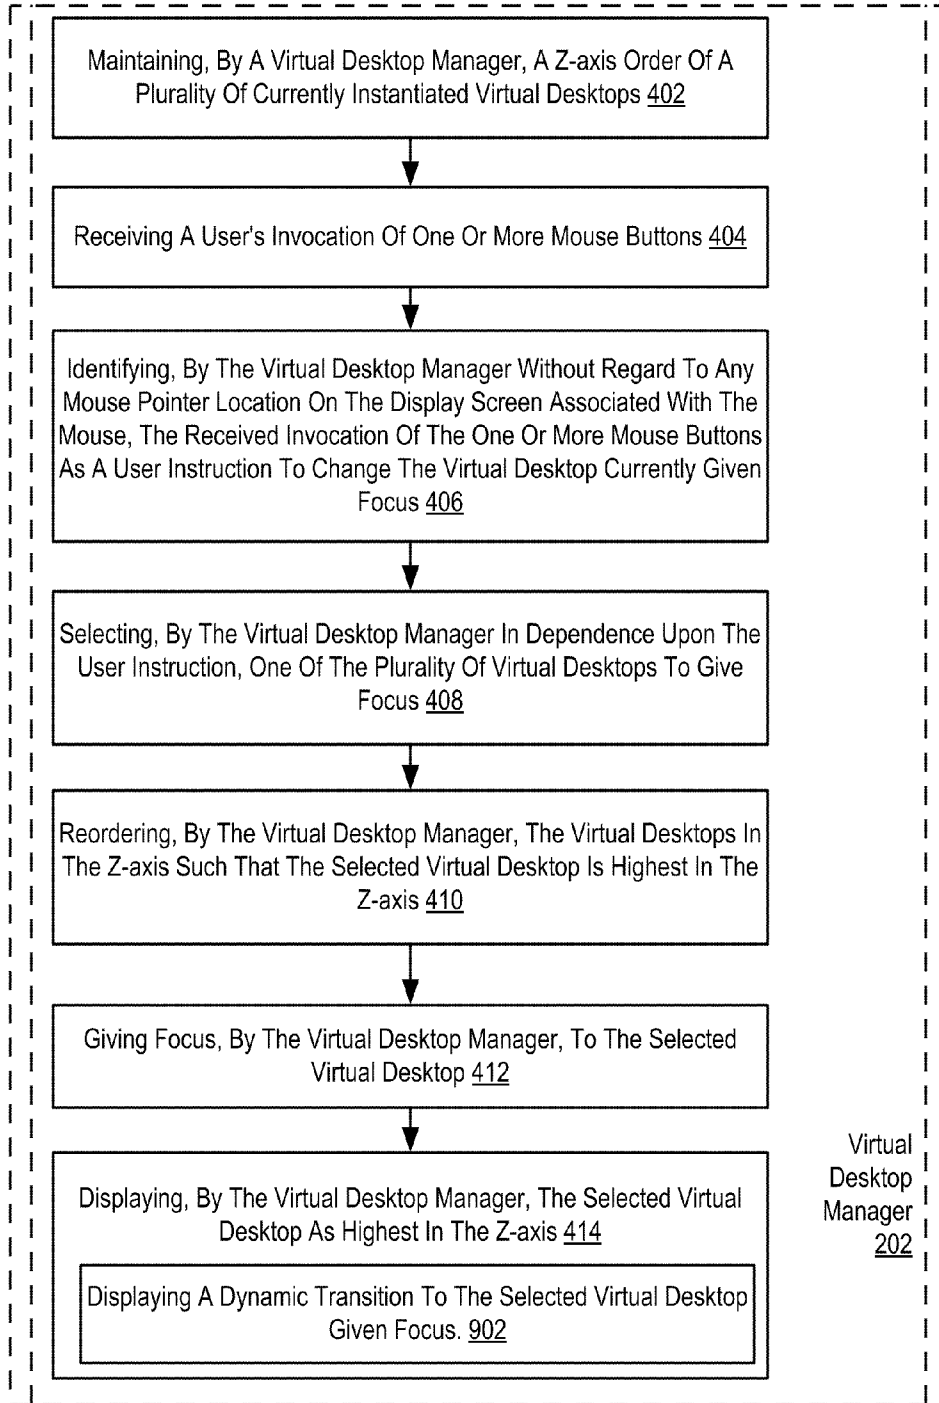 Maintaining, By A Virtual Desktop Manager, A Z-axis Order Of A
Plurality Of Currently Instantiated Virtual Desktops 402
Receiving A User's Invocation Of One Or More Mouse Buttons 404
Identifying, By The Virtual Desktop Manager Without Regard To Any
Mouse Pointer Location On The Display Screen Associated With The
Mouse, The Received Invocation Of The One Or More Mouse Buttons
As A User Instruction To Change The Virtual Desktop Currently Given
Focus 406
Selecting, By The Virtual Desktop Manager In Dependence Upon The
User Instruction, One Of The Plurality Of Virtual Desktops To Give
Focus 408
Reordering, By The Virtual Desktop Manager, The Virtual Desktops In
The Z-axis Such That The Selected Virtual Desktop Is Highest In The
Z-axis 410
Giving Focus, By The Virtual Desktop Manager, To The Selected
Virtual Desktop 412
Displaying, By The Virtual Desktop Manager, The Selected Virtual
Desktop As Highest In The Z-axis 414
Displaying A Dynamic Transition To The Selected Virtual Desktop
Given Focus. 902
Virtual
Desktop
Manager
202